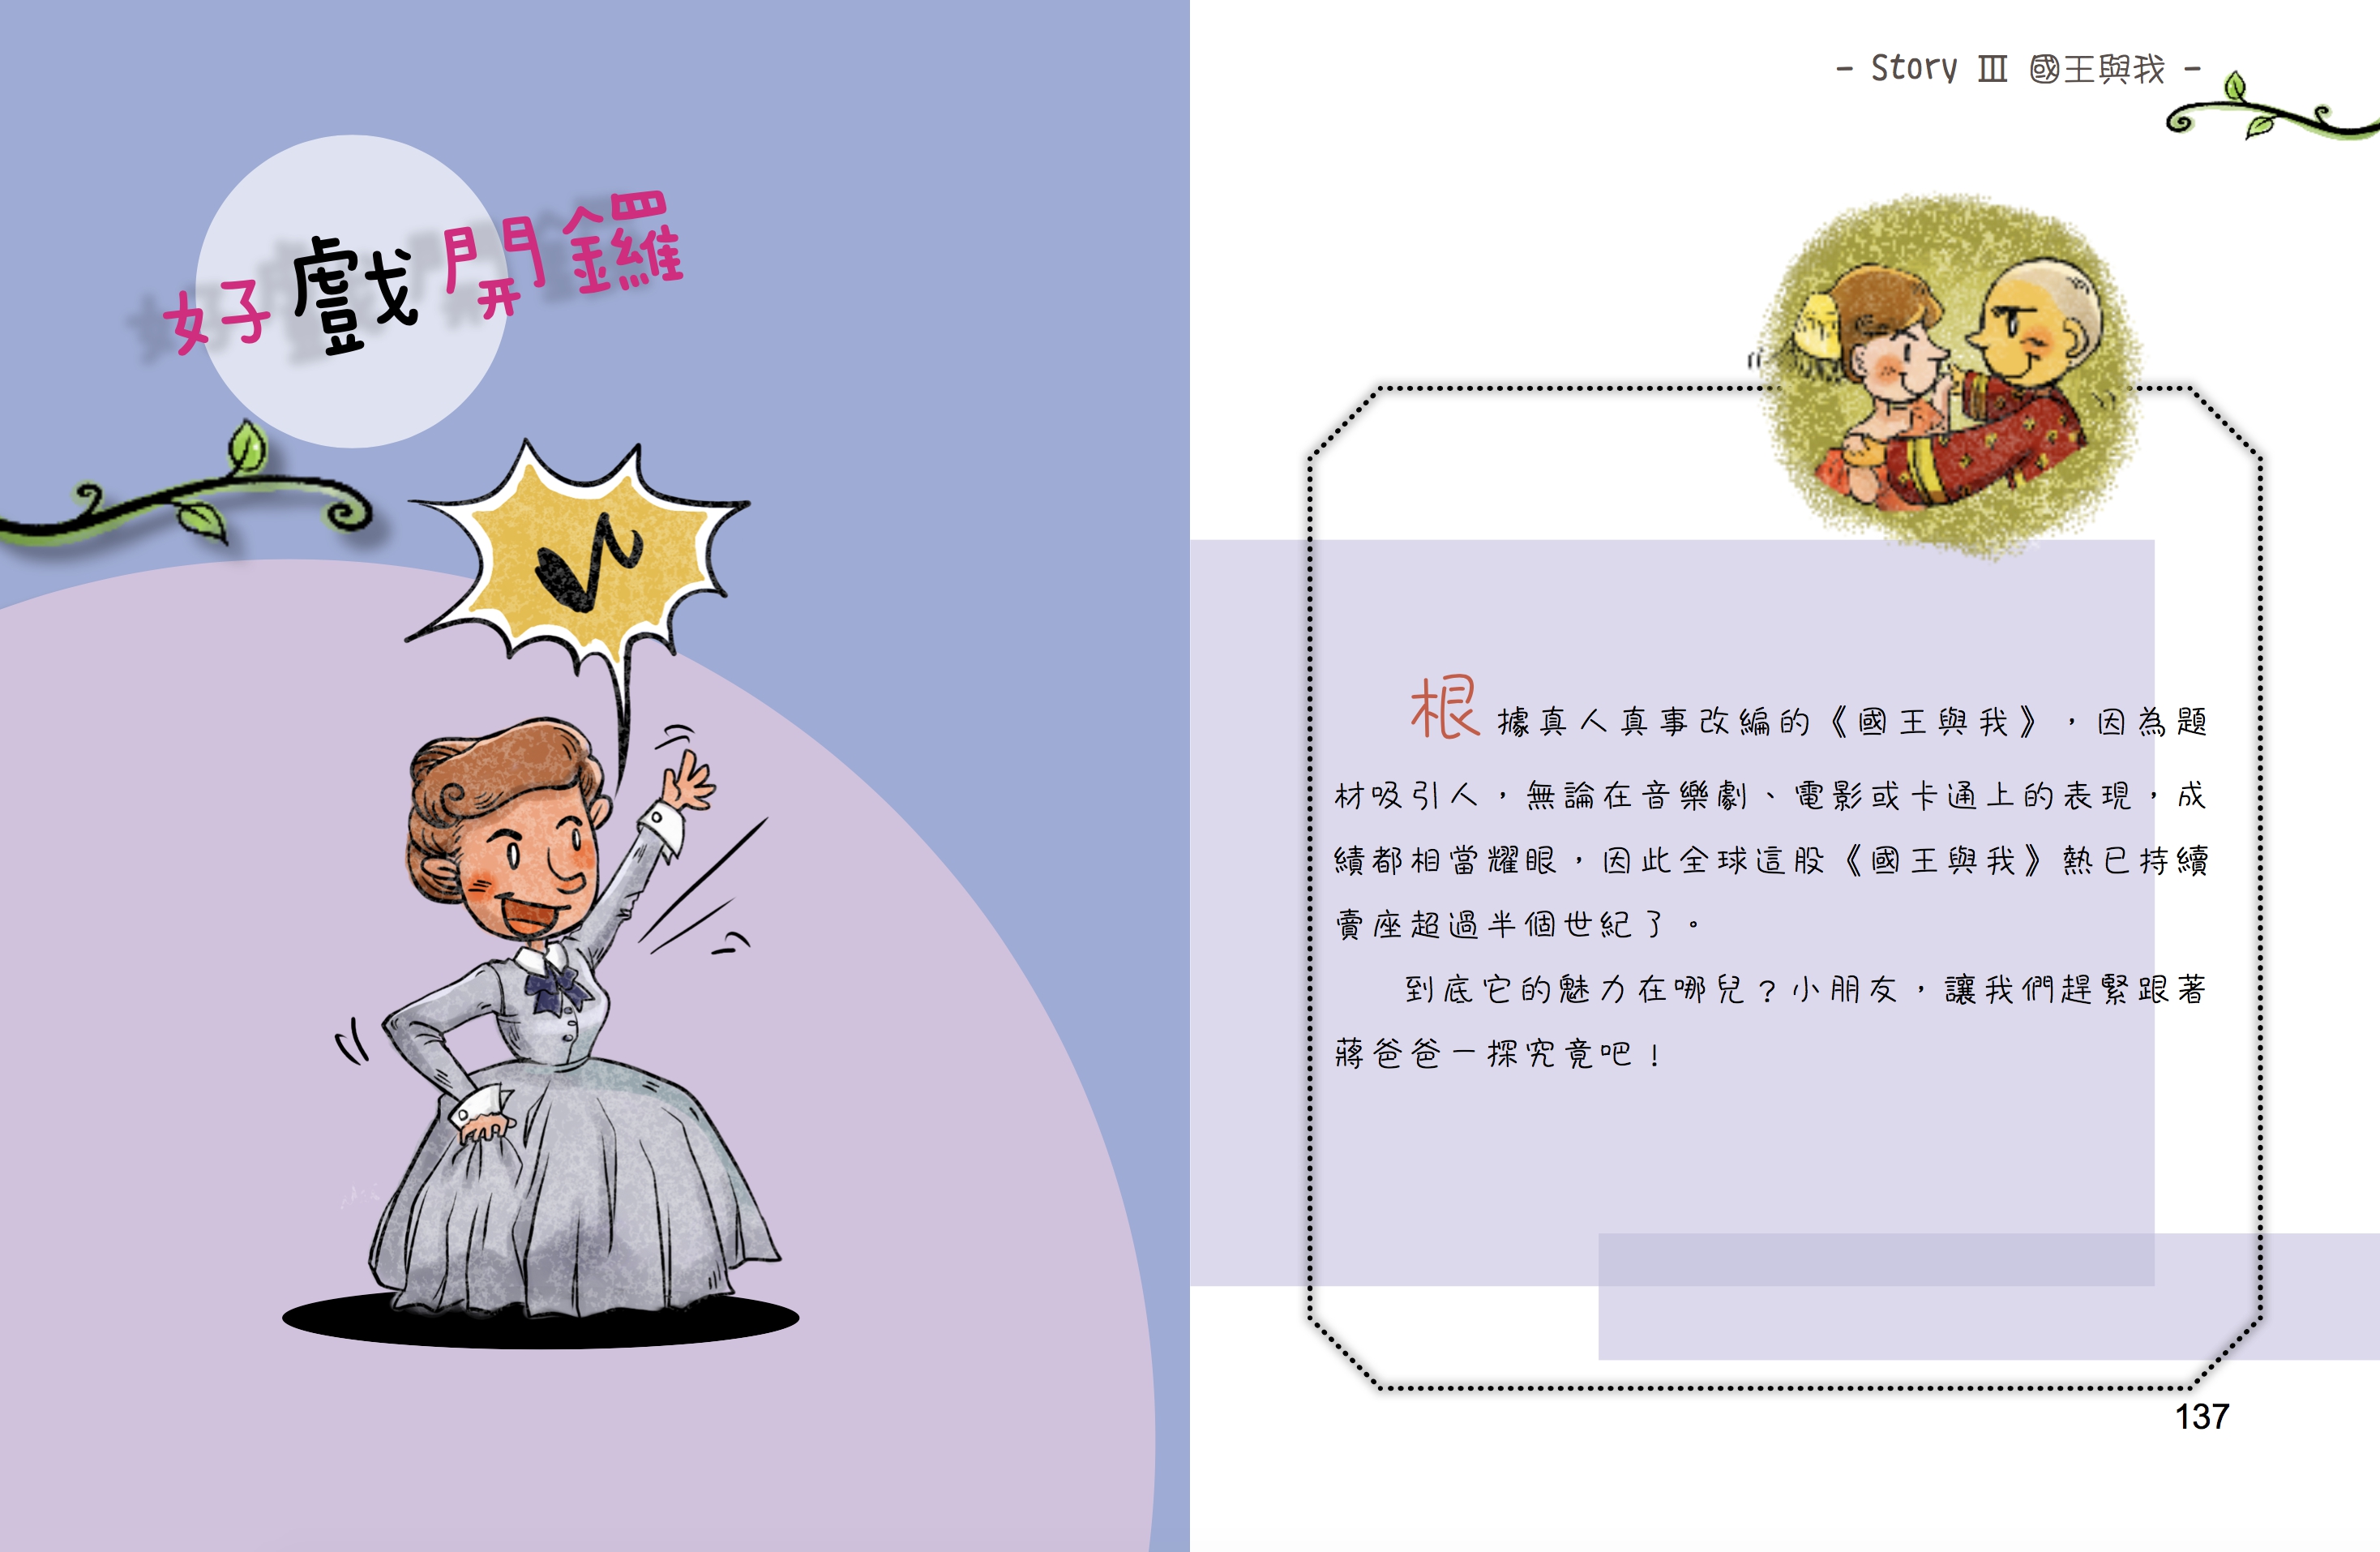 好戲開鑼
- Story Ⅲ 國王與我 -
根據真人真事改編的《國王與我》，因為題
材吸引人，無論在音樂劇、電影或卡通上的表現，成
績都相當耀眼，因此全球這股《國王與我》熱已持續
賣座超過半個世紀了。
到底它的魅力在哪兒？小朋友，讓我們趕緊跟著
蔣爸爸一探究竟吧！
137